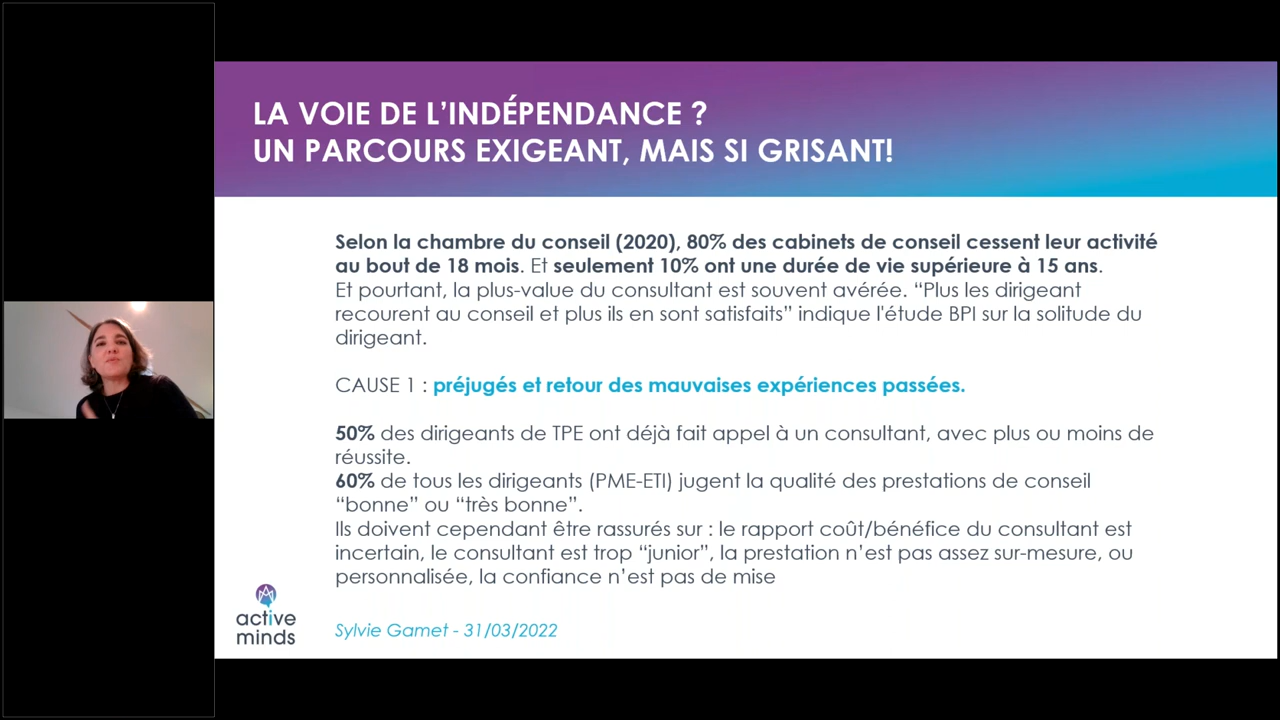 LA VOIE DE L’INDÉPENDANCE ?
UN PARCOURS EXIGEANT, MAIS SI GRISANT!
Selon la chambre du conseil (2020), 80% des cabinets de conseil cessent leur activité
au bout de 18 mois. Et seulement 10% ont une durée de vie supérieure à 15 ans.
Et pourtant, la plus-value du consultant est souvent avérée. “Plus les dirigeant
recourent au conseil et plus ils en sont satisfaits” indique l'étude BPI sur la solitude du
dirigeant.
CAUSE 1 : préjugés et retour des mauvaises expériences passées.
50% des dirigeants de TPE ont déjà fait appel à un consultant, avec plus ou moins de
réussite.
60% de tous les dirigeants (PME-ETI) jugent la qualité des prestations de conseil
“bonne” ou “très bonne”.
Ils doivent cependant être rassurés sur : le rapport coût/bénéfice du consultant est
incertain, le consultant est trop “junior”, la prestation n’est pas assez sur-mesure, ou
personnalisée, la confiance n’est pas de mise
active
minds
Sylvie Gamet - 31/03/2022